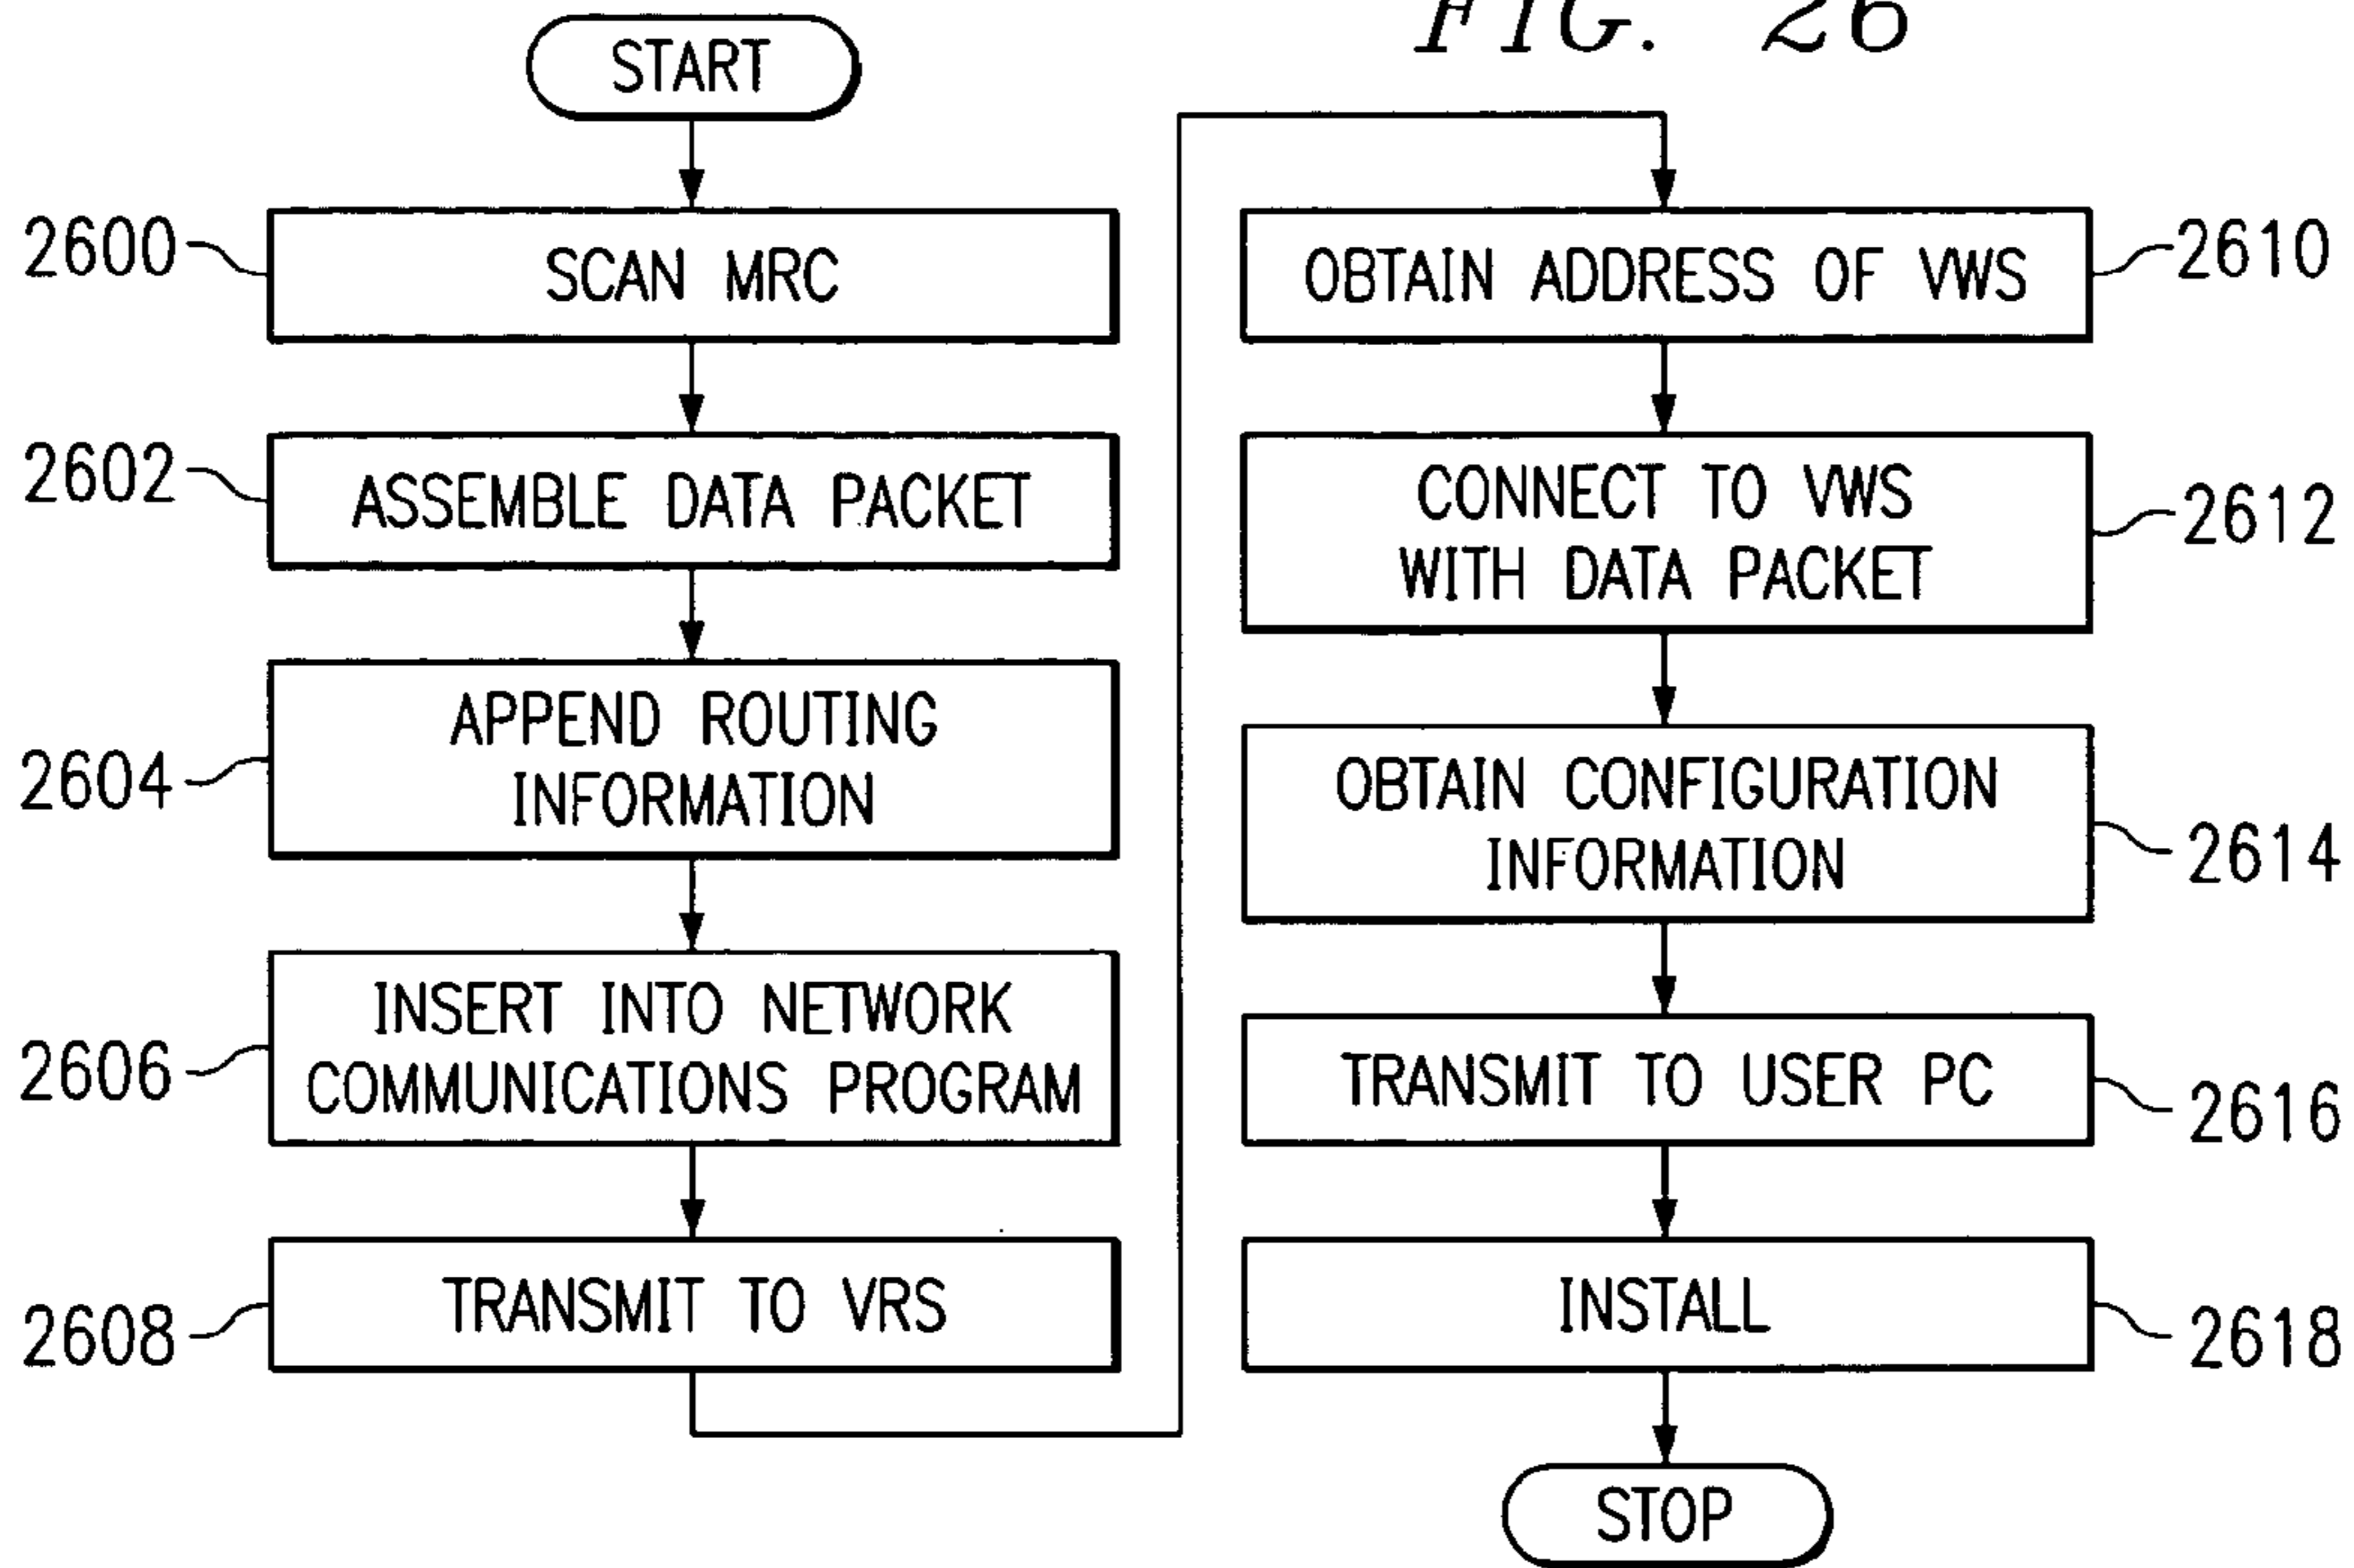 FIG. 26
START
2600
SCAN MRC
2602
ASSEMBLE DATA PACKET
2604
APPEND ROUTING
INFORMATION
2606
INSERT INTO NETWORK
COMMUNICATIONS PROGRAM
2608
TRANSMIT TO VRS
OBTAIN ADDRESS OF VWS
2610
CONNECT TO VWS
WITH DATA PACKET
2612
OBTAIN CONFIGURATION
INFORMATION
2614
TRANSMIT TO USER PC
2616
INSTALL
2618
STOP